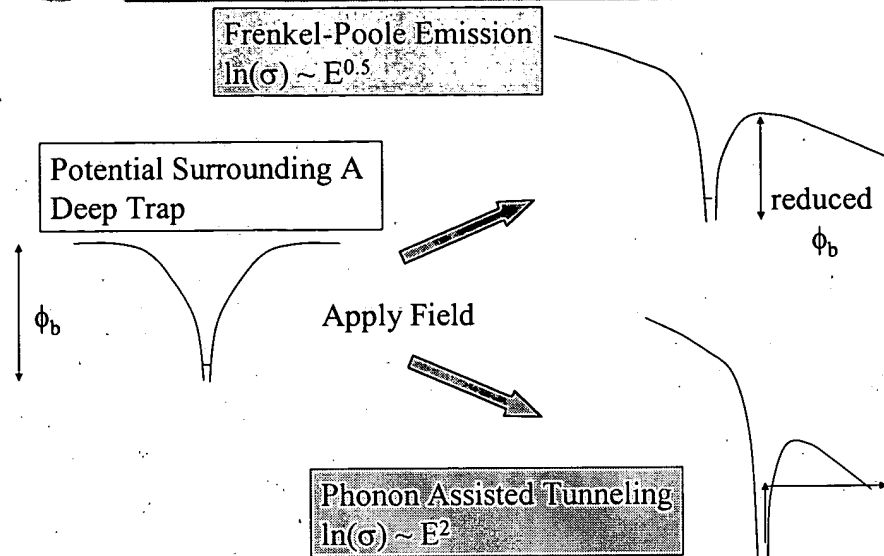 Frenkel-Poole Emission
ln(σ) ~ E^0.5
Potential Surrounding A
Deep Trap
reduced
ϕb
ϕb
Apply Field
Phonon Assisted Tunneling
ln(σ) ~ E²